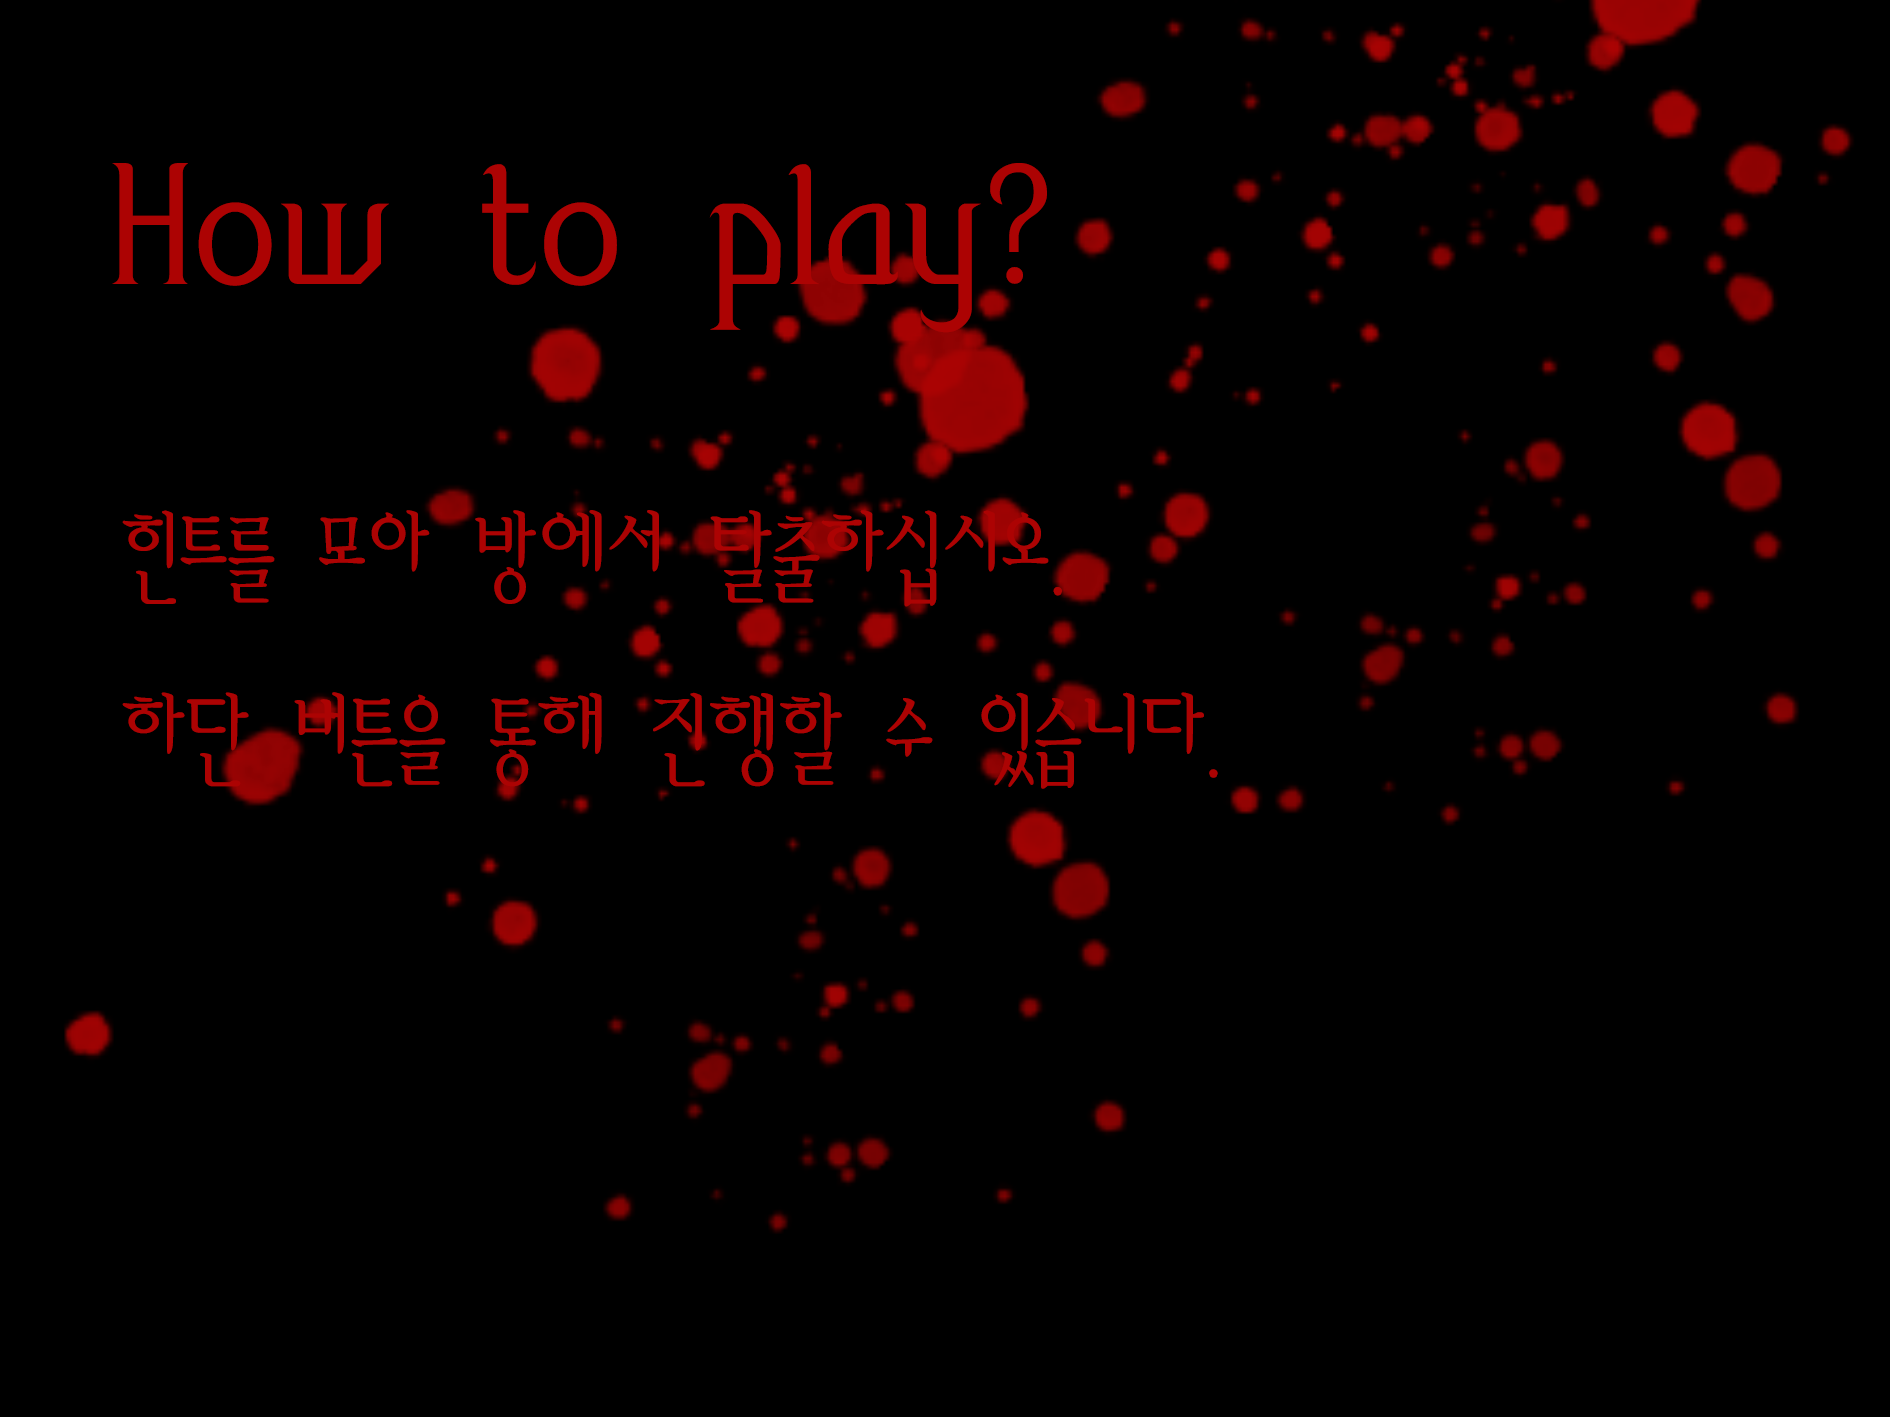 How to play?
힌트를 모아 방에서 탈출하십시오.
하단 버튼을 통해 진행할 수 있습니다.